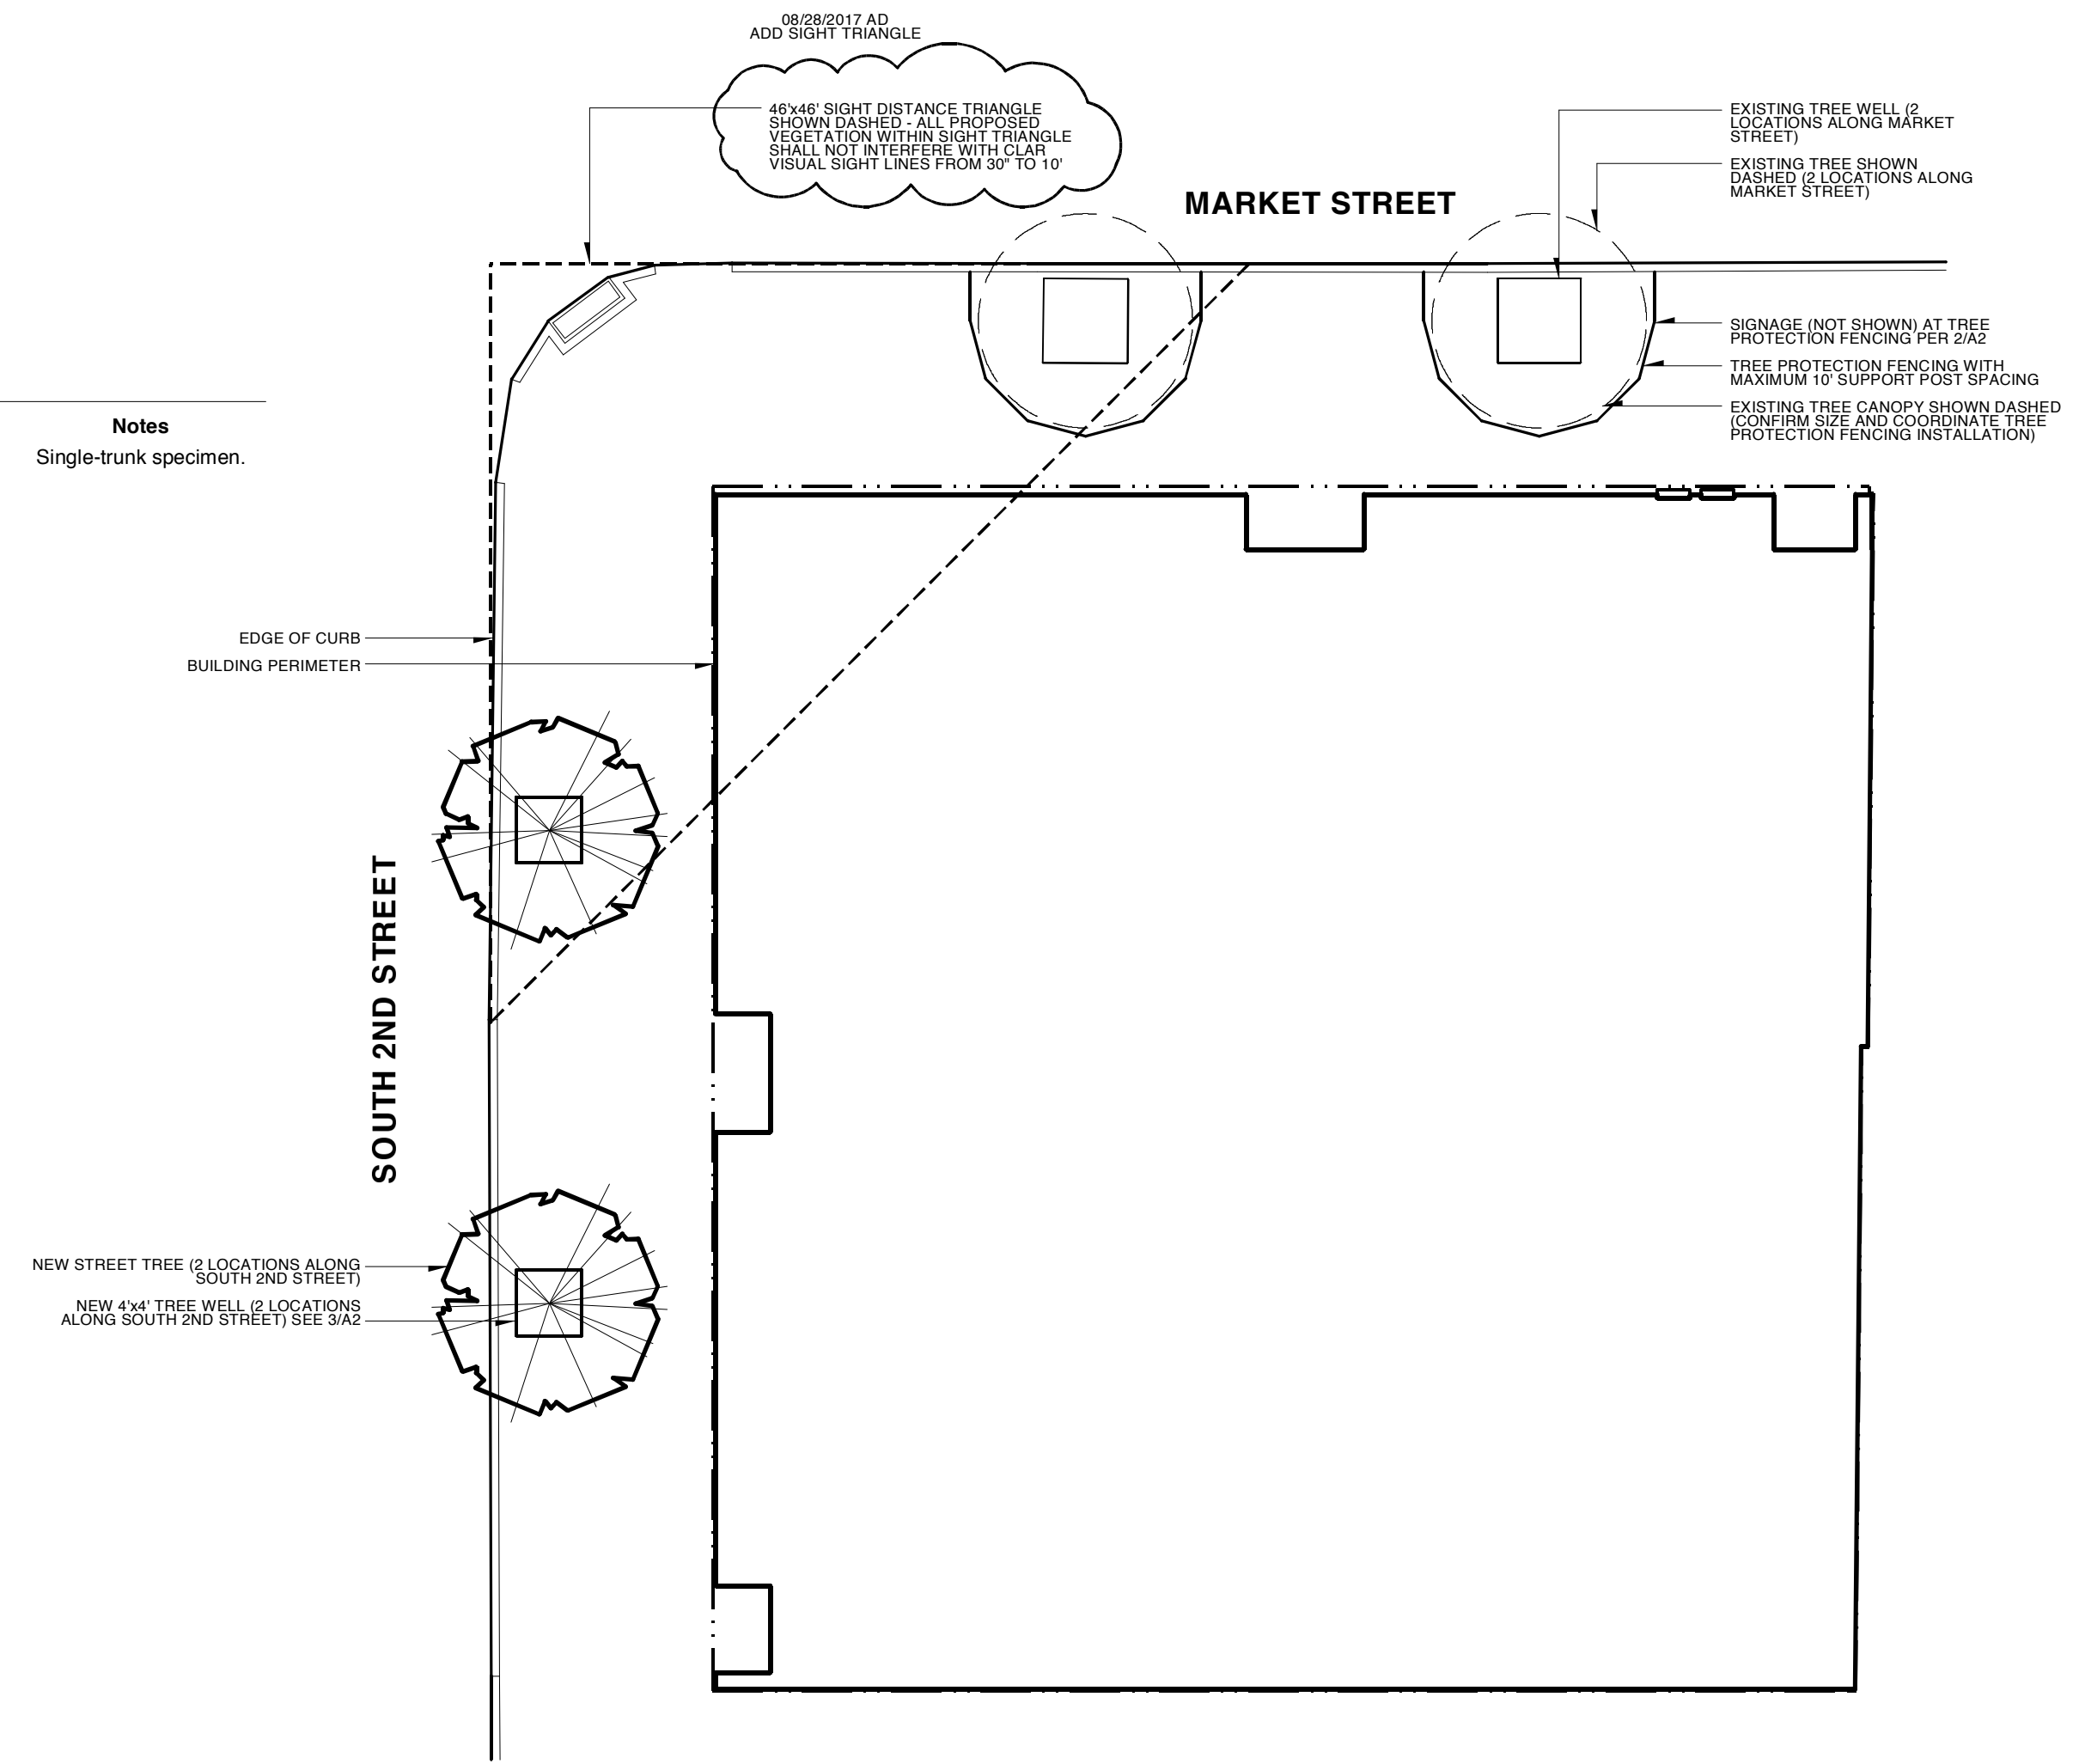 08/28/2017 AD
ADD SIGHT TRIANGLE
46'x46' SIGHT DISTANCE TRIANGLE
SHOWN DASHED - ALL PROPOSED
VEGETATION WITHIN SIGHT TRIANGLE
SHALL NOT INTERFERE WITH CLAR
VISUAL SIGHT LINES FROM 30" TO 10'
EXISTING TREE WELL (2
LOCATIONS ALONG MARKET
STREET)
EXISTING TREE SHOWN
DASHED (2 LOCATIONS ALONG
MARKET STREET)
MARKET STREET
SIGNAGE (NOT SHOWN) AT TREE
PROTECTION FENCING PER 2/A2
TREE PROTECTION FENCING WITH
MAXIMUM 10' SUPPORT POST SPACING
EXISTING TREE CANOPY SHOWN DASHED
(CONFIRM SIZE AND COORDINATE TREE
PROTECTION FENCING INSTALLATION)
Notes
Single-trunk specimen.
EDGE OF CURB
BUILDING PERIMETER
SOUTH 2ND STREET
NEW STREET TREE (2 LOCATIONS ALONG
SOUTH 2ND STREET)
NEW 4'x4' TREE WELL (2 LOCATIONS
ALONG SOUTH 2ND STREET) SEE 3/A2